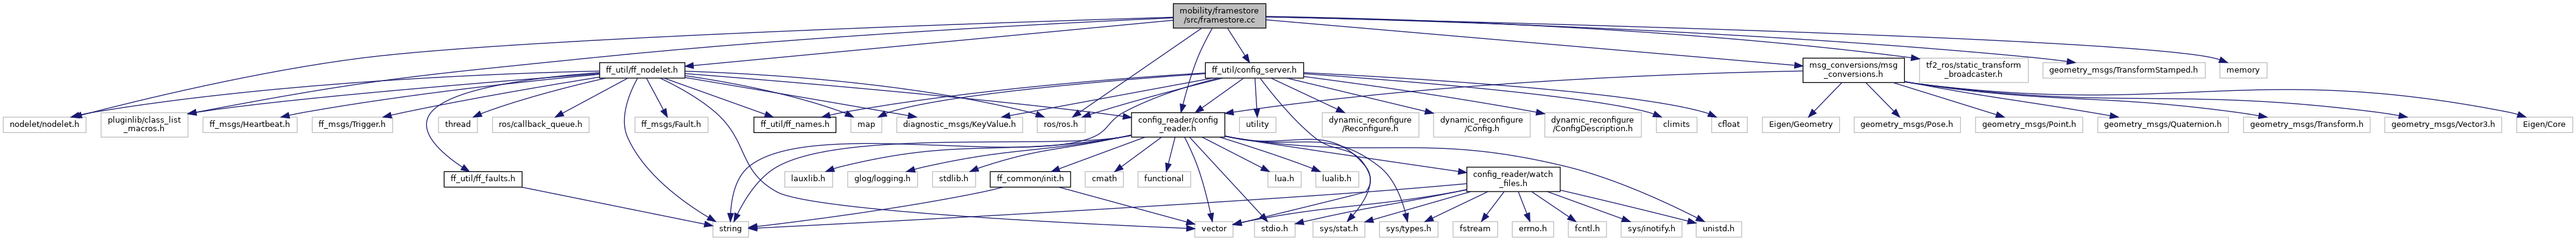 mobility/framestore
/src/framestore.cc
ff_util/ff_nodelet.h
ff_util/config_server.h
msg_conversions/msg
_conversions.h
tf2_ros/static_transform
_broadcaster.h
geometry_msgs/TransformStamped.h
memory
nodelet/nodelet.h
pluginlib/class_list
_macros.h
ff_msgs/Heartbeat.h
ff_msgs/Trigger.h
thread
ros/callback_queue.h
ff_msgs/Fault.h
ff_util/ff_names.h
map
diagnostic_msgs/KeyValue.h
ros/ros.h
config_reader/config
_reader.h
utility
dynamic_reconfigure
/Reconfigure.h
dynamic_reconfigure
/Config.h
dynamic_reconfigure
/ConfigDescription.h
climits
cfloat
Eigen/Geometry
geometry_msgs/Pose.h
geometry_msgs/Point.h
geometry_msgs/Quaternion.h
geometry_msgs/Transform.h
geometry_msgs/Vector3.h
Eigen/Core
ff_util/ff_faults.h
lauxlib.h
glog/logging.h
stdlib.h
ff_common/init.h
cmath
functional
lua.h
lualib.h
config_reader/watch
_files.h
string
vector
stdio.h
sys/stat.h
sys/types.h
fstream
errno.h
fcntl.h
sys/inotify.h
unistd.h